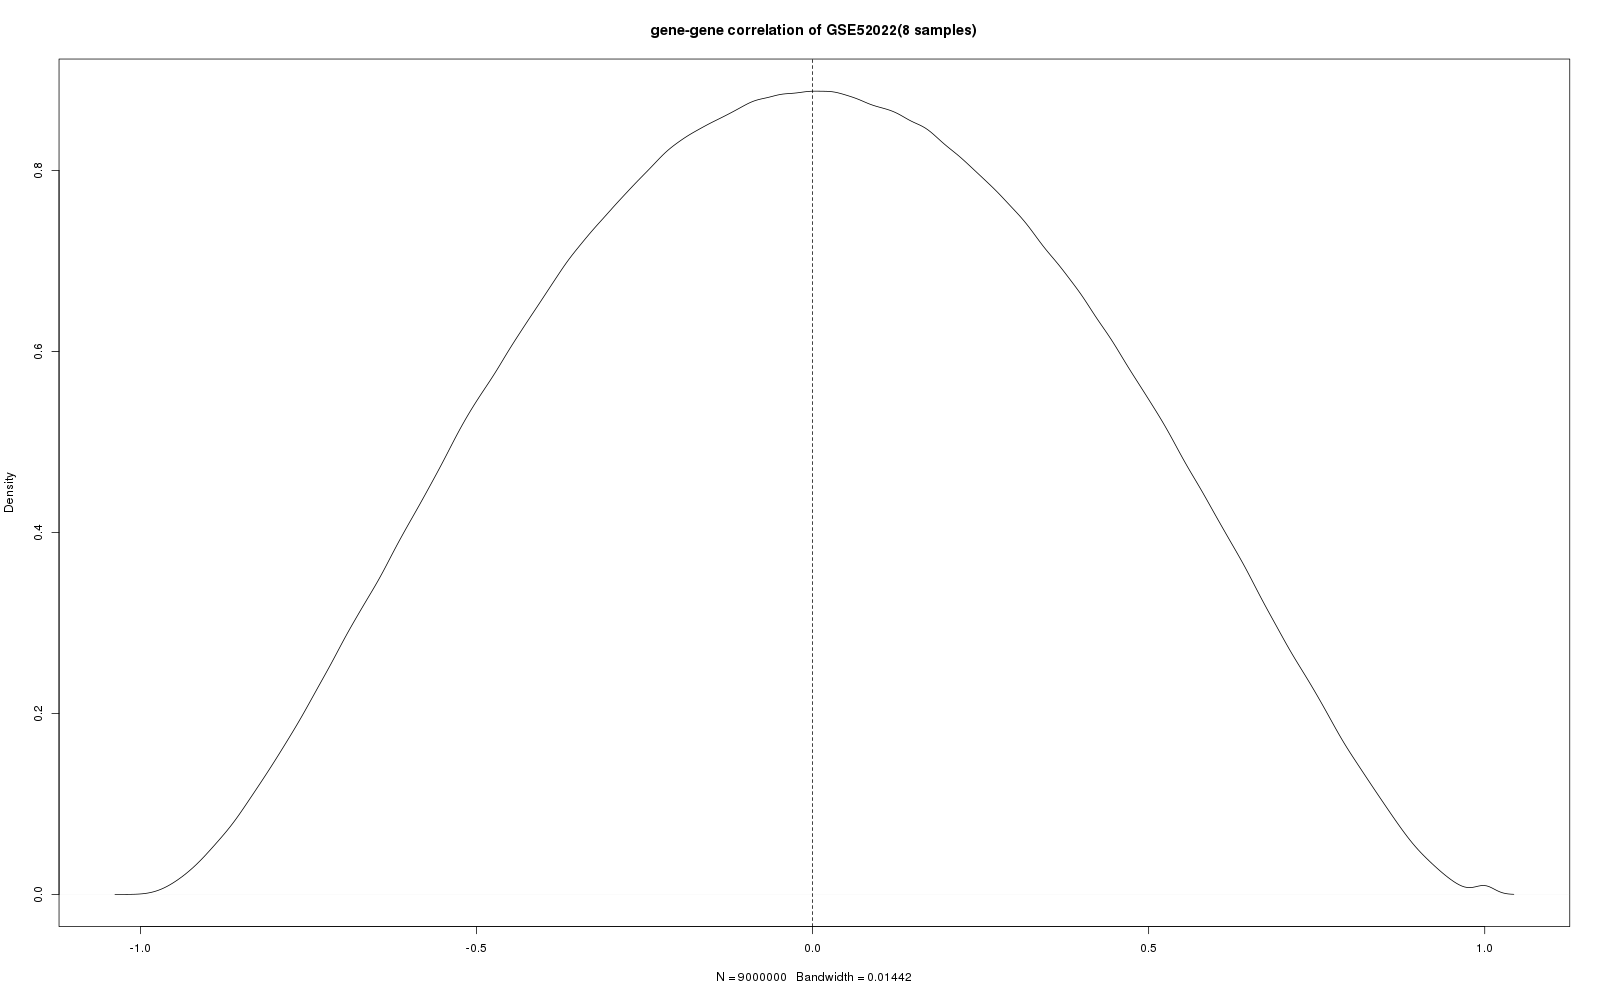 gene-gene correlation of GSE52022(8 samples)
Density
0.8
0.6
0.4
0.2
0.0
-1.0 -0.5 0.0 0.5 1.0
N = 9000000 Bandwidth = 0.01442